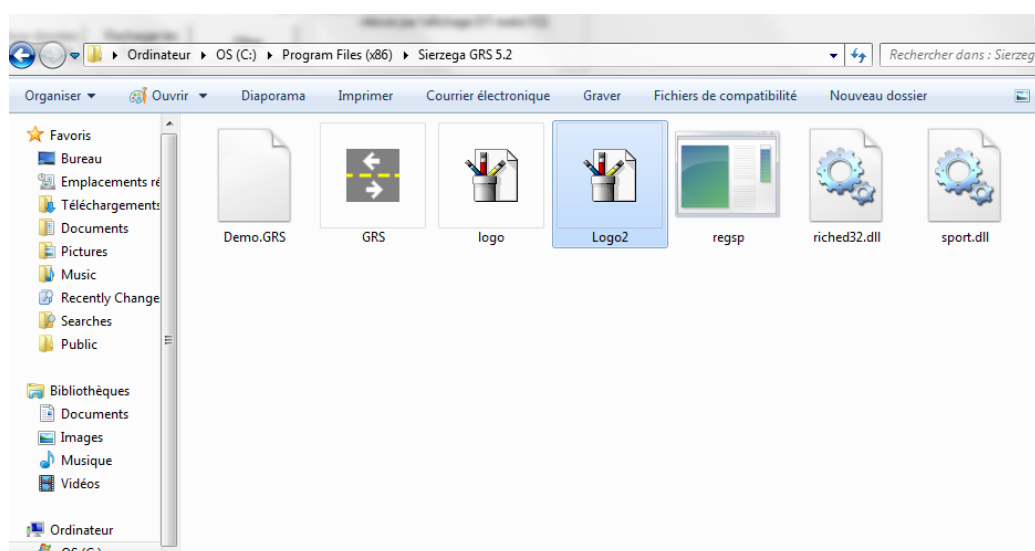 Ordinateur OS (C:) Program Files (x86) Sierzega GRS 5.2
Rechercher dans : Sierzeg
Organiser Ouvrir Diaporama Imprimer Courrier électronique Graver Fichiers de compatibilité Nouveau dossier
Favoris
Bureau
Emplacements ré
Téléchargements
Documents
Pictures
Music
Recently Change
Searches
Public
Bibliothèques
Documents
Images
Musique
Vidéos
Ordinateur
OS (C:)
Demo.GRS
GRS
logo
Logo2
regsp
riched32.dll
sport.dll